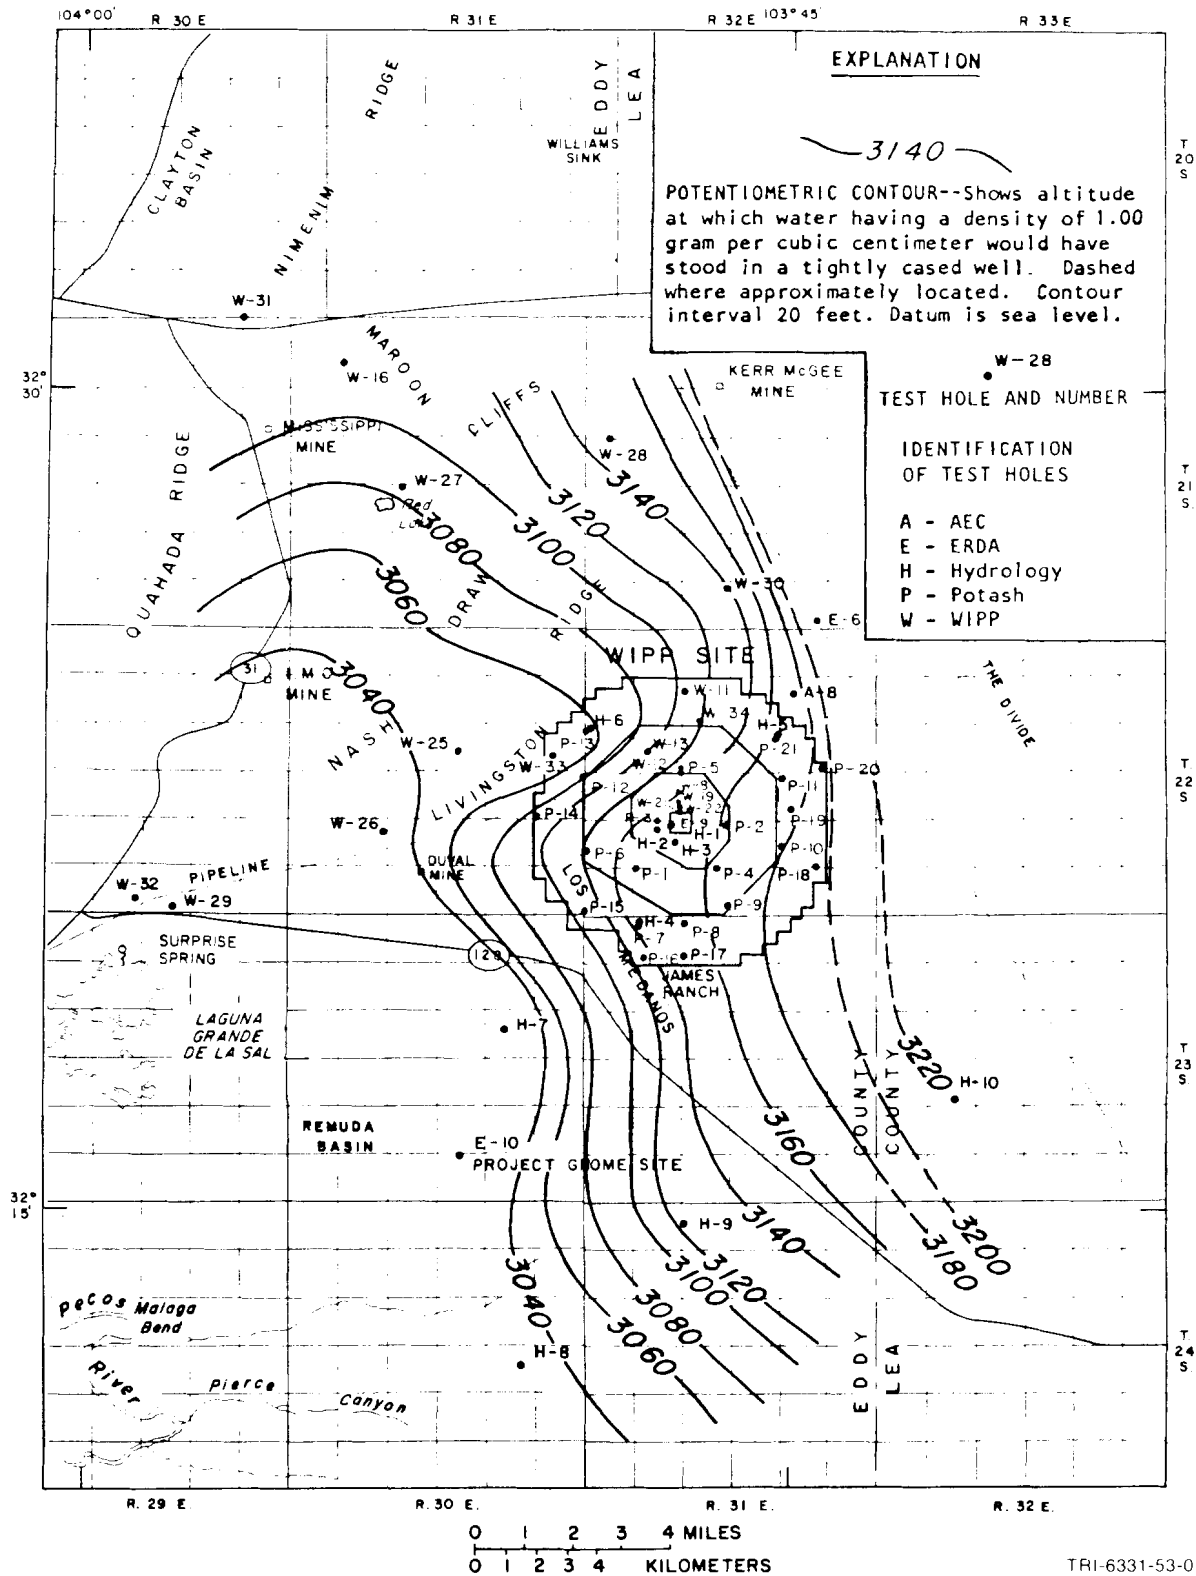 104°00'
R 30 E
R 31 E
R 32 E
103°45'
R 33 E
EXPLANATION
3140
POTENTIOMETRIC CONTOUR--Shows altitude
at which water having a density of 1.00
gram per cubic centimeter would have
stood in a tightly cased well. Dashed
where approximately located. Contour
interval 20 feet. Datum is sea level.
W-28
TEST HOLE AND NUMBER
IDENTIFICATION
OF TEST HOLES
A - AEC
E - ERDA
H - Hydrology
P - Potash
W - WIPP
T
20
S
T
21
S.
T.
22
S
T.
23
S
T.
24
S.
EDDY
LEA
CLAYTON
BASIN
NIMENIM
RIDGE
WILLIAMS
SINK
W-31
W-16
MAROON
CLIFFS
KERR McGEE
MINE
32°
30'
MISSISSIPPI
MINE
W-28
W-27
QUAHADA RIDGE
3140
3120
3100
3080
3060
3040
DRAW
RIDGE
W-30
E-6
WIPP SITE
31
MINE
NASH
LIVINGSTON
THE DIVIDE
W-11
A-8
W 34
H-6
H-5
P-13
W-13
P-21
W-25
W-33
W-12
P-5
P-20
P-12
P-11
P-14
P-3
E-9
P-2
P-19
W-26
H-1
H-2
H-3
P-10
P-6
P-1
P-4
P-18
DUVAL
MINE
LOS
MEDANOS
PIPELINE
W-32
W-29
P-15
P-9
H-4
P-8
P-7
P-16
P-17
SURPRISE
SPRING
128
JAMES
RANCH
LAGUNA
GRANDE
DE LA SAL
H-7
3220
H-10
COUNTY
COUNTY
REMUDA
BASIN
E-10
PROJECT GNOME SITE
3160
32°
15'
H-9
3140
3200
3180
3120
3100
3080
3060
3040
Pecos
River
Malaga
Bend
H-8
Pierce
Canyon
EDDY
LEA
R. 29 E.
R.30 E.
R. 31 E.
R. 32 E.
0 1 2 3 4 MILES
0 1 2 3 4 KILOMETERS
TRI-6331-53-0